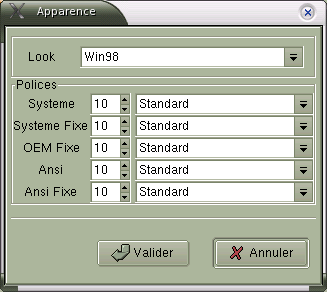 Apparence
Look Win98
Polices
Systeme 10 Standard
Systeme Fixe 10 Standard
OEM Fixe 10 Standard
Ansi 10 Standard
Ansi Fixe 10 Standard
Valider Annuler